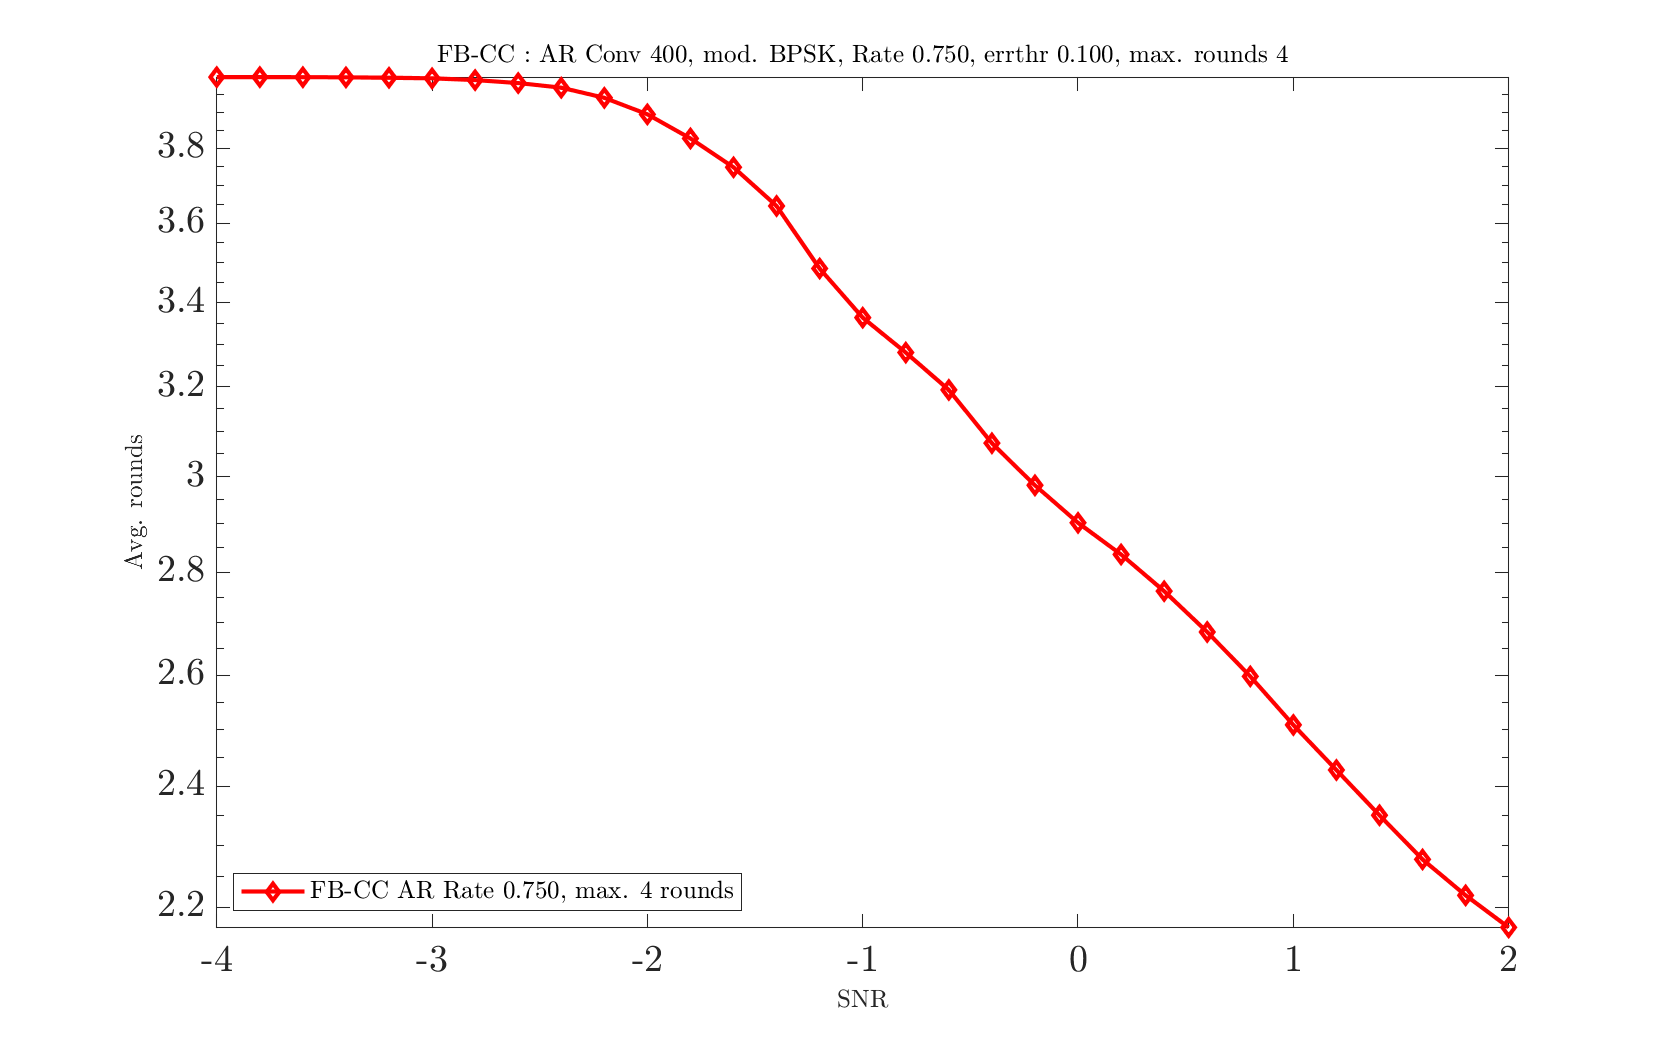 FB-CC : AR Conv 400, mod. BPSK, Rate 0.750, errthr 0.100, max. rounds 4
3.8
3.6
3.4
3.2
3
2.8
2.6
2.4
2.2
Avg. rounds
FB-CC AR Rate 0.750, max. 4 rounds
-4 -3 -2 -1 0 1 2
SNR